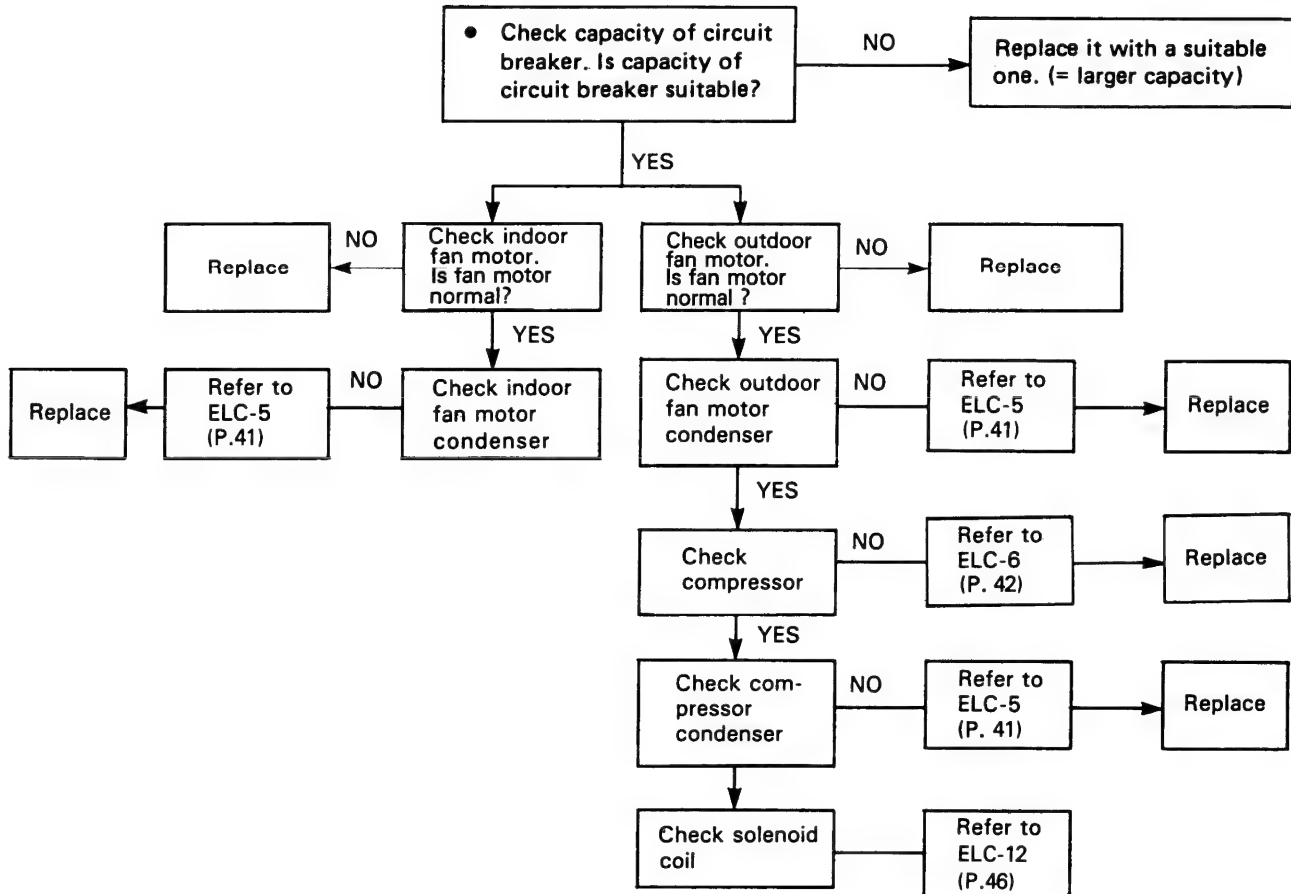 ● Check capacity of circuit
breaker. Is capacity of
circuit breaker suitable?
NO
Replace it with a suitable
one. (= larger capacity)
YES
Replace
NO
Check indoor
fan motor.
Is fan motor
normal?
Check outdoor
fan motor.
Is fan motor
normal ?
NO
Replace
YES
YES
Replace
Refer to
ELC-5
(P.41)
NO
Check indoor
fan motor
condenser
Check outdoor
fan motor
condenser
NO
Refer to
ELC-5
(P.41)
Replace
YES
Check
compressor
NO
Refer to
ELC-6
(P. 42)
Replace
YES
Check com-
pressor
condenser
NO
Refer to
ELC-5
(P. 41)
Replace
Check solenoid
coil
Refer to
ELC-12
(P.46)